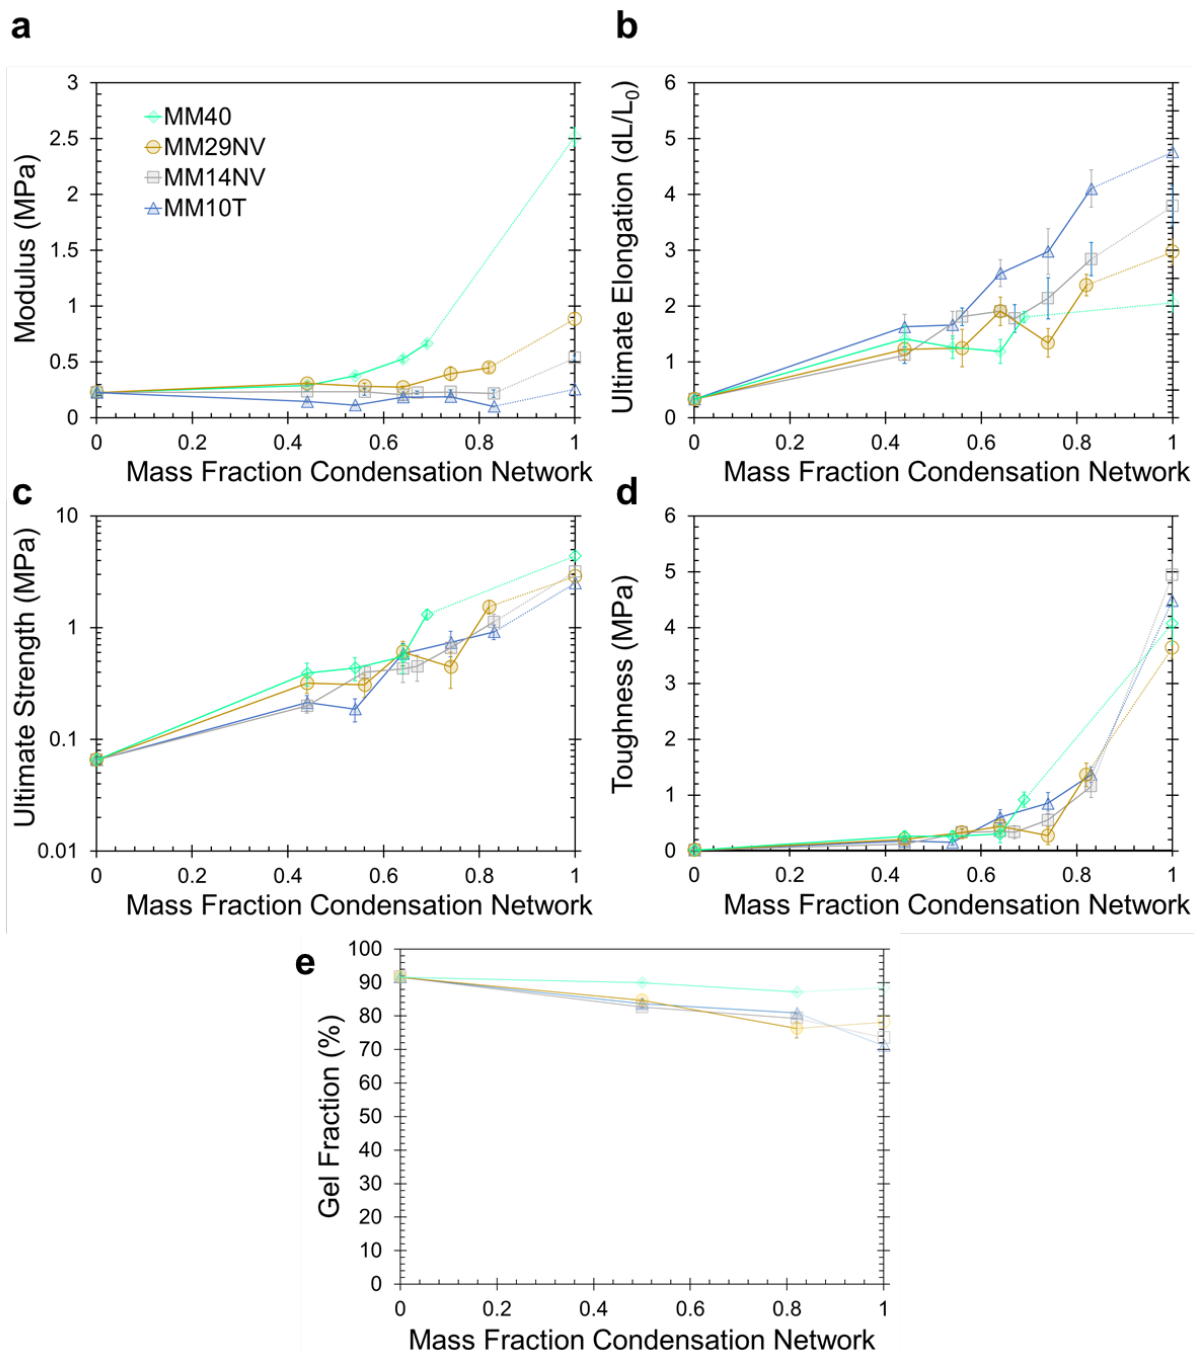 a
3
2.5
2
1.5
1
0.5
0
Modulus (MPa)
MM40
MM29NV
MM14NV
MM10T
0 0.2 0.4 0.6 0.8 1
Mass Fraction Condensation Network
b
6
5
4
3
2
1
0
Ultimate Elongation (dL/L₀)
0 0.2 0.4 0.6 0.8 1
Mass Fraction Condensation Network
c
10
1
0.1
0.01
Ultimate Strength (MPa)
0 0.2 0.4 0.6 0.8 1
Mass Fraction Condensation Network
d
6
5
4
3
2
1
0
Toughness (MPa)
0 0.2 0.4 0.6 0.8 1
Mass Fraction Condensation Network
e
100
90
80
70
60
50
40
30
20
10
0
Gel Fraction (%)
0 0.2 0.4 0.6 0.8 1
Mass Fraction Condensation Network